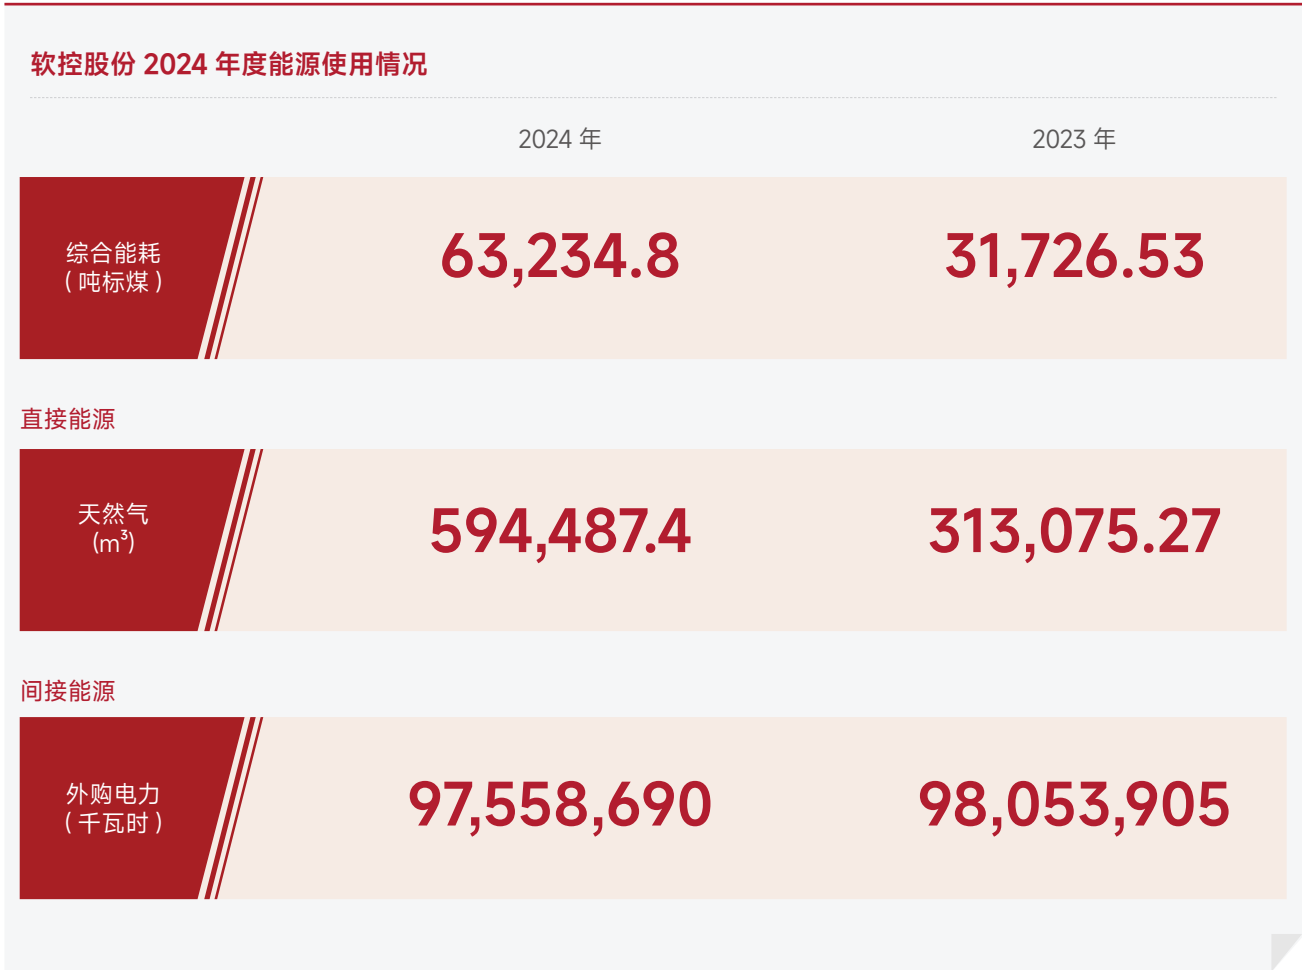 软控股份 2024 年度能源使用情况
2024 年 2023 年
综合能耗
（吨标煤）
63,234.8 31,726.53
直接能源
天然气
(m³)
594,487.4 313,075.27
间接能源
外购电力
（千瓦时）
97,558,690 98,053,905